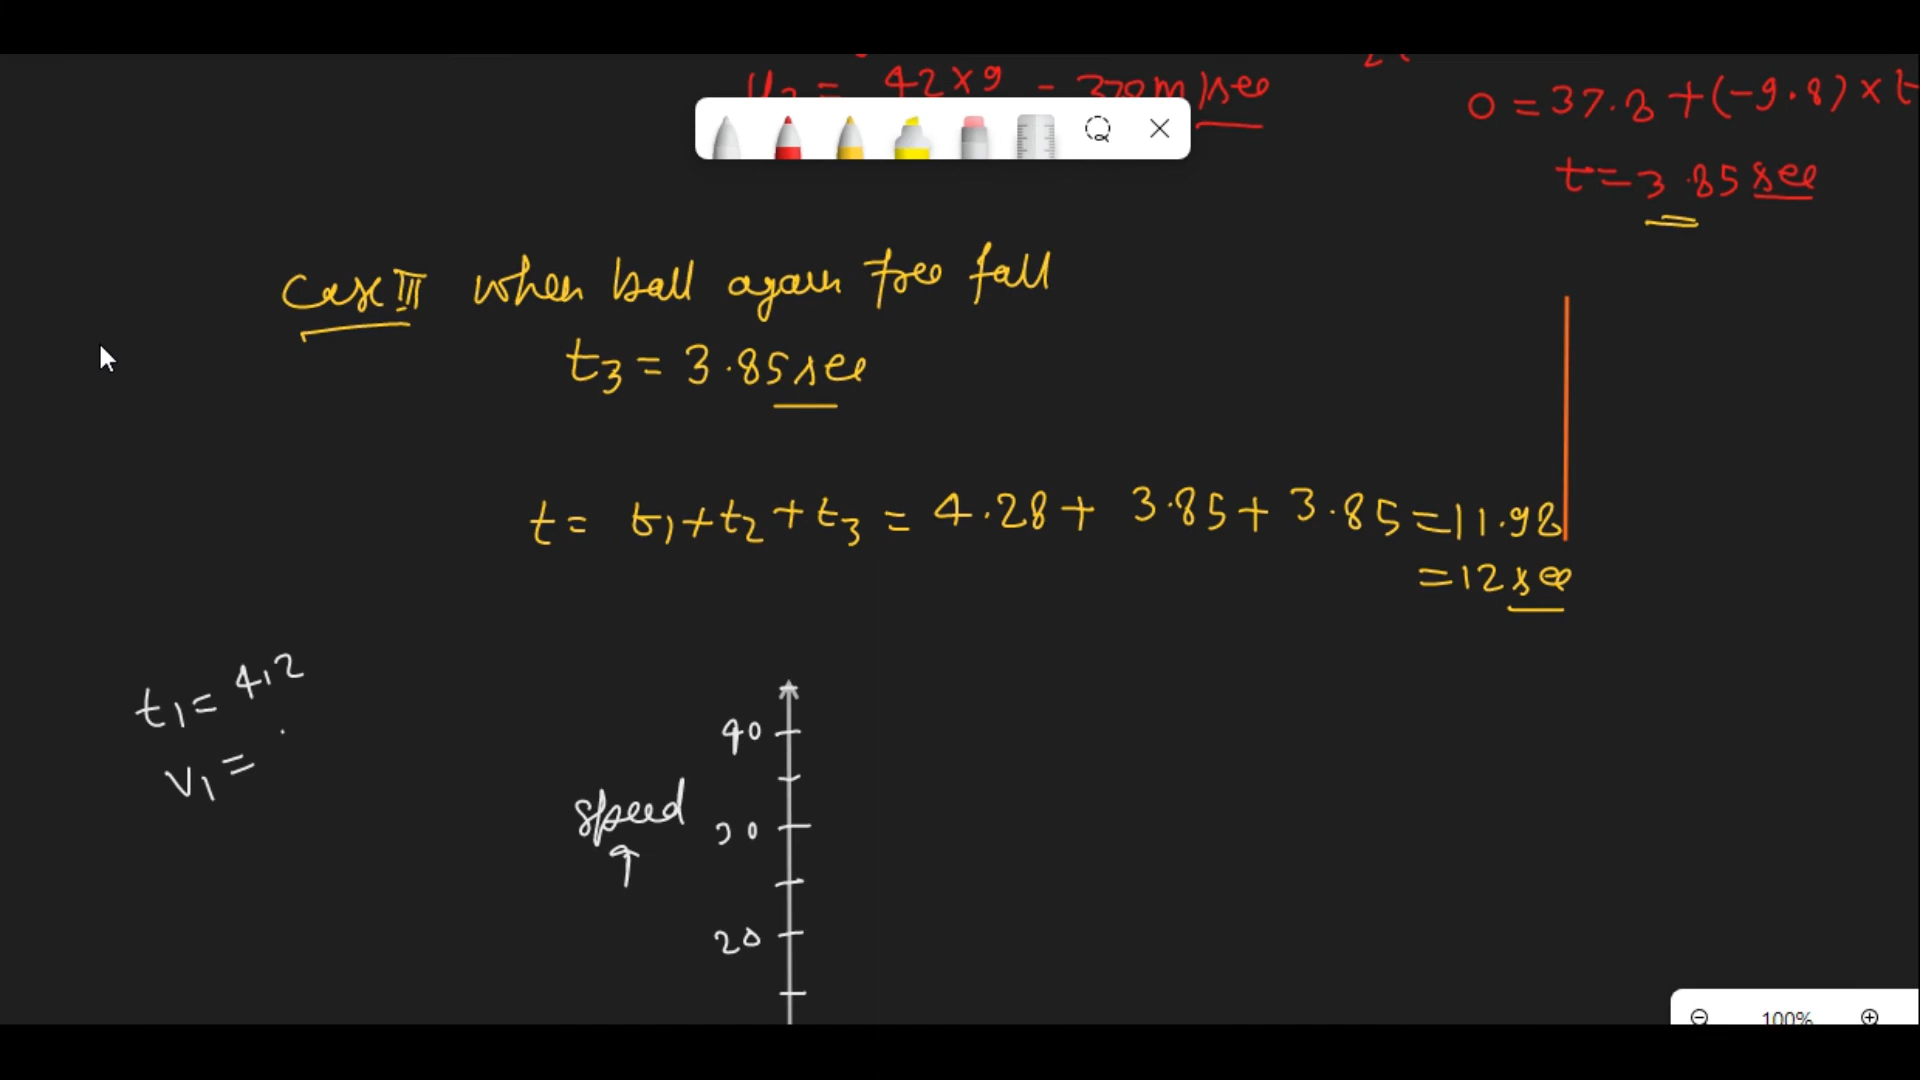 = 42 × 9
0 = 37.8 + (-9.8) × t
t = 3.85 sec
Case III when ball again free fall
t3 = 3.85 sec
t = t1 + t2 + t3 = 4.28 + 3.85 + 3.85 = 11.98
= 12 sec
t1 = 4.2
v1 =
40
speed
30
20
100%